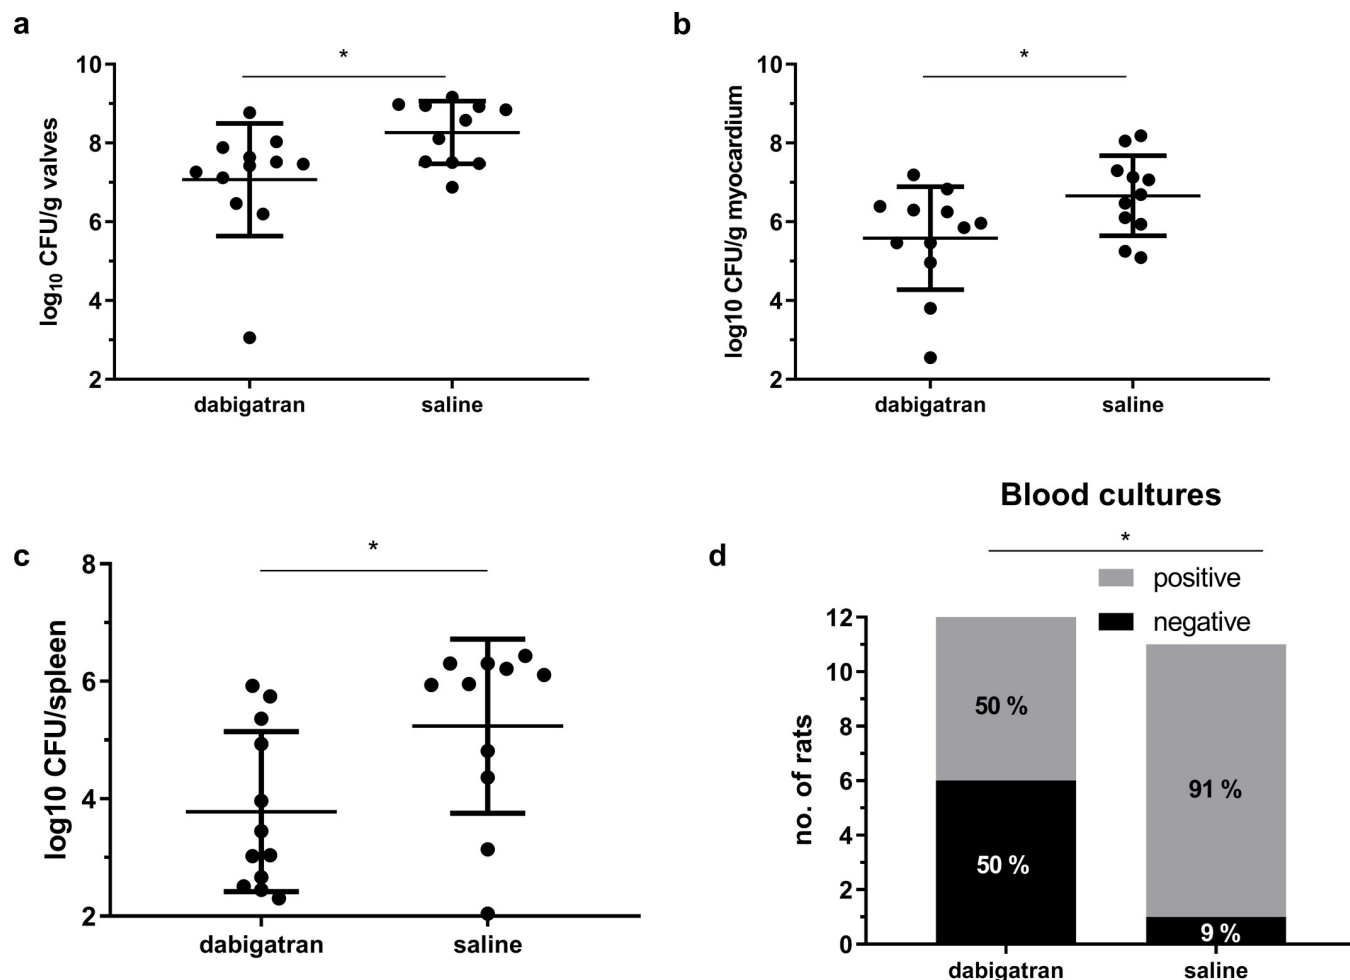 a
*
10
8
6
4
2
log10 CFU/g valves
dabigatran
saline
b
*
10
8
6
4
2
log10 CFU/g myocardium
dabigatran
saline
c
*
8
6
4
2
log10 CFU/spleen
dabigatran
saline
d
Blood cultures
*
positive
negative
12
10
8
6
4
2
0
no. of rats
50 %
50 %
91 %
9 %
dabigatran
saline